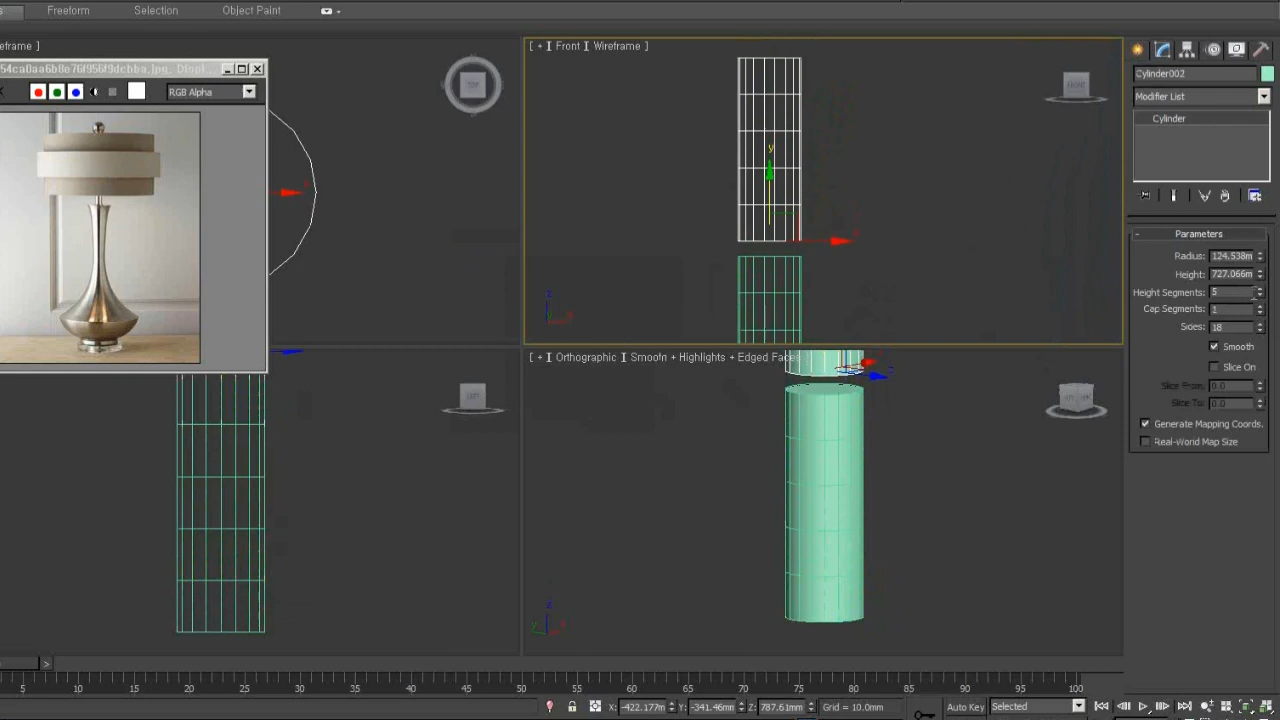 Freeform
Selection
Object Paint
eframe ]
[ + ] Front ] Wireframe ]
Cylinder002
RGB Alpha
Modifier List
Cylinder
TOP
FRONT
y
x
Parameters
Radius: 124.538m
Height: 727.066m
Height Segments: 5
Cap Segments: 1
Sides: 18
Smooth
Slice On
Slice From: 0.0
Slice To: 0.0
Generate Mapping Coords.
Real-World Map Size
z
[ + ] Orthographic ] Smooth + Highlights + Edged Faces
LEFT
z
y
5 10 15 20 25 30 35 40 45 50 55 60 65 70 75 80 85 90 95 100
X: -422.177m Y: -341.46mm Z: 787.61mm Grid = 10.0mm Auto Key Selected